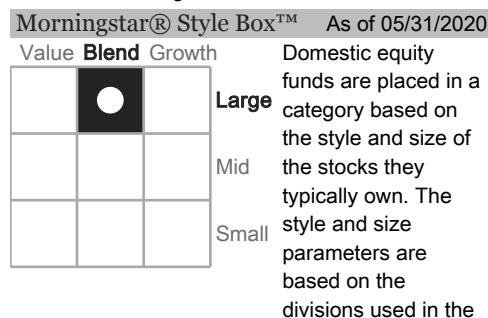 Morningstar® Style Box™ As of 05/31/2020
Value Blend Growth
Large
Mid
Small
Domestic equity
funds are placed in a
category based on
the style and size of
the stocks they
typically own. The
style and size
parameters are
based on the
divisions used in the